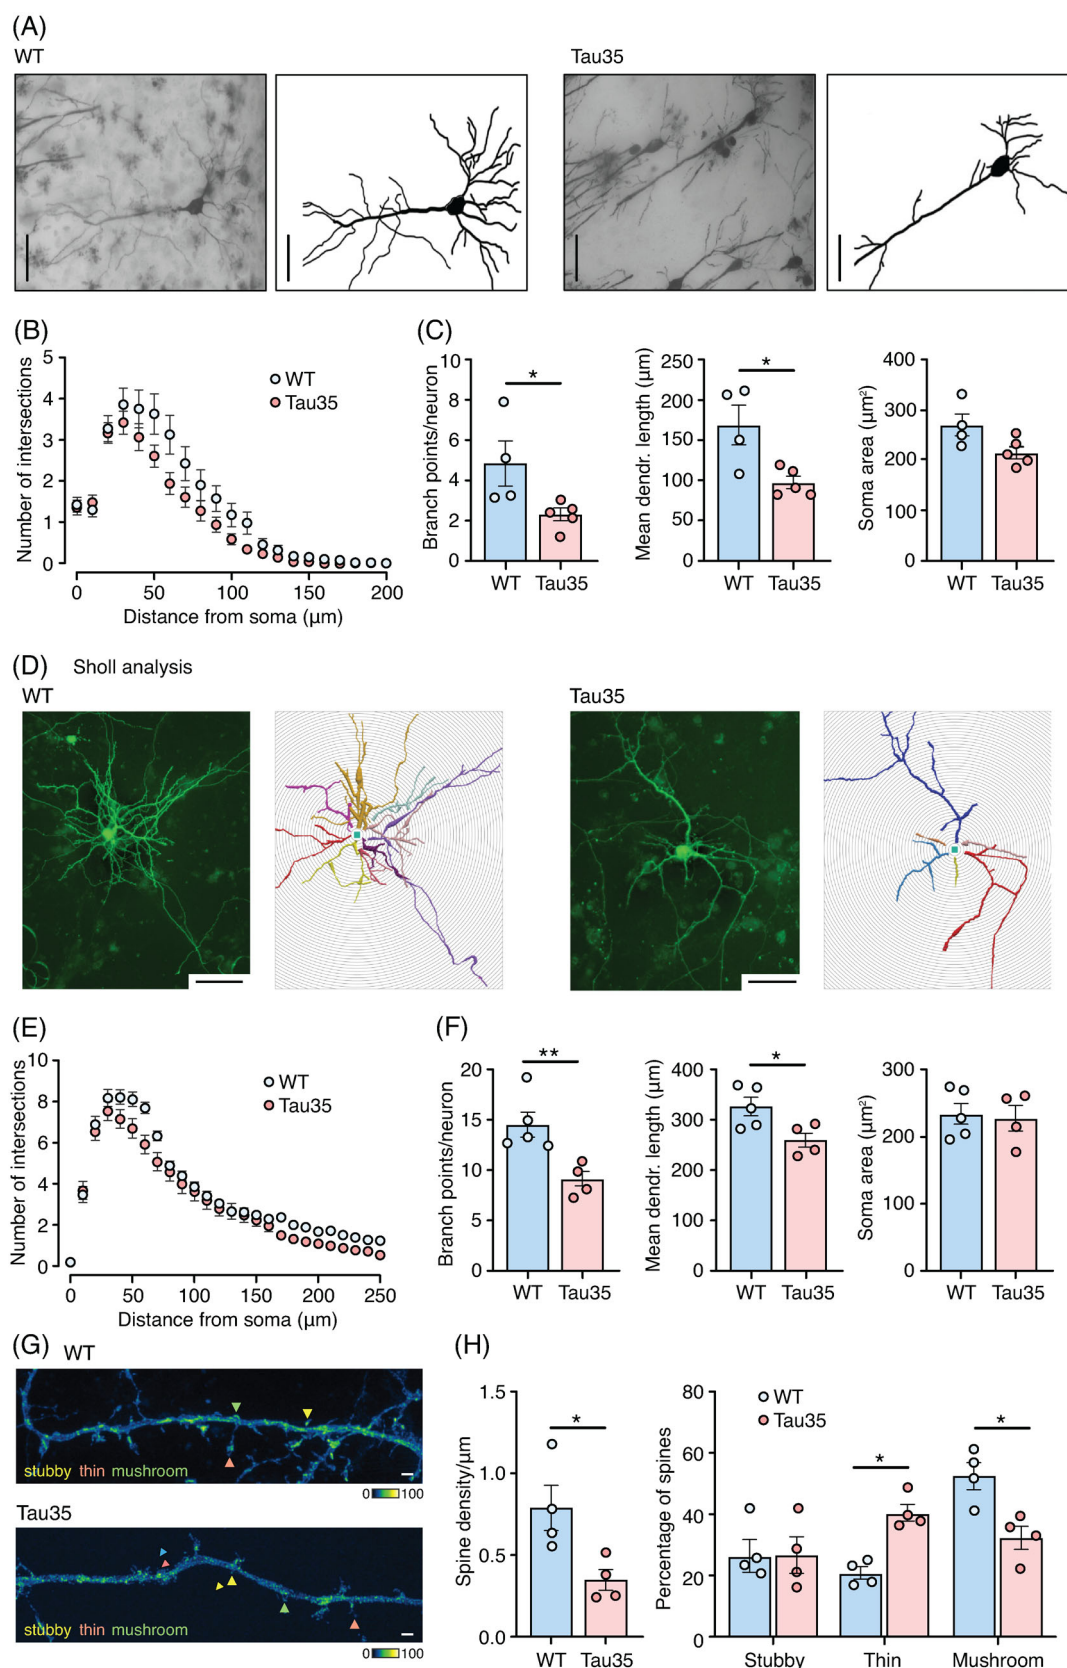 (A)
WT
Tau35
(B)
5
4
3
2
1
0
Number of intersections
WT
Tau35
0 50 100 150 200
Distance from soma (µm)
(C)
10
8
6
4
2
0
Branch points/neuron
*
WT Tau35
250
200
150
100
50
0
Mean dendr. length (µm)
*
WT Tau35
400
300
200
100
0
Soma area (µm²)
WT Tau35
(D) Sholl analysis
WT
Tau35
(E)
10
8
6
4
2
0
Number of intersections
WT
Tau35
0 50 100 150 200 250
Distance from soma (µm)
(F)
20
15
10
5
0
Branch points/neuron
**
WT Tau35
400
300
200
100
0
Mean dendr. length (µm)
*
WT Tau35
300
200
100
0
Soma area (µm²)
WT Tau35
(G)
WT
stubby thin mushroom
0 100
Tau35
stubby thin mushroom
0 100
(H)
1.5
1.0
0.5
0.0
Spine density/µm
*
WT Tau35
80
60
40
20
0
Percentage of spines
WT
Tau35
*
*
Stubby Thin Mushroom